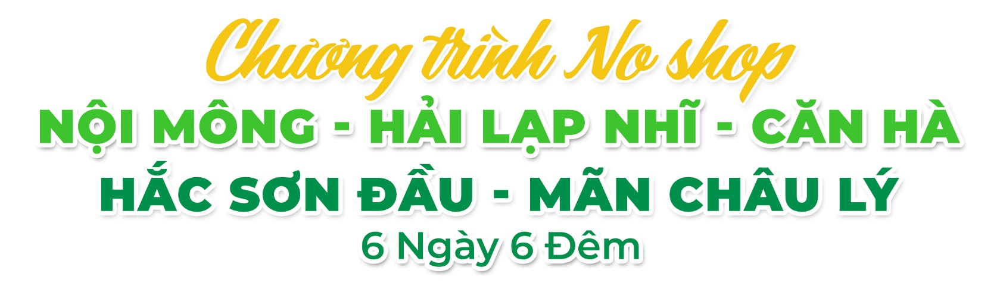 Chương trình No shop
NỘI MÔNG - HẢI LẠP NHĨ - CĂN HÀ
HẮC SƠN ĐẦU - MÃN CHÂU LÝ
6 Ngày 6 Đêm